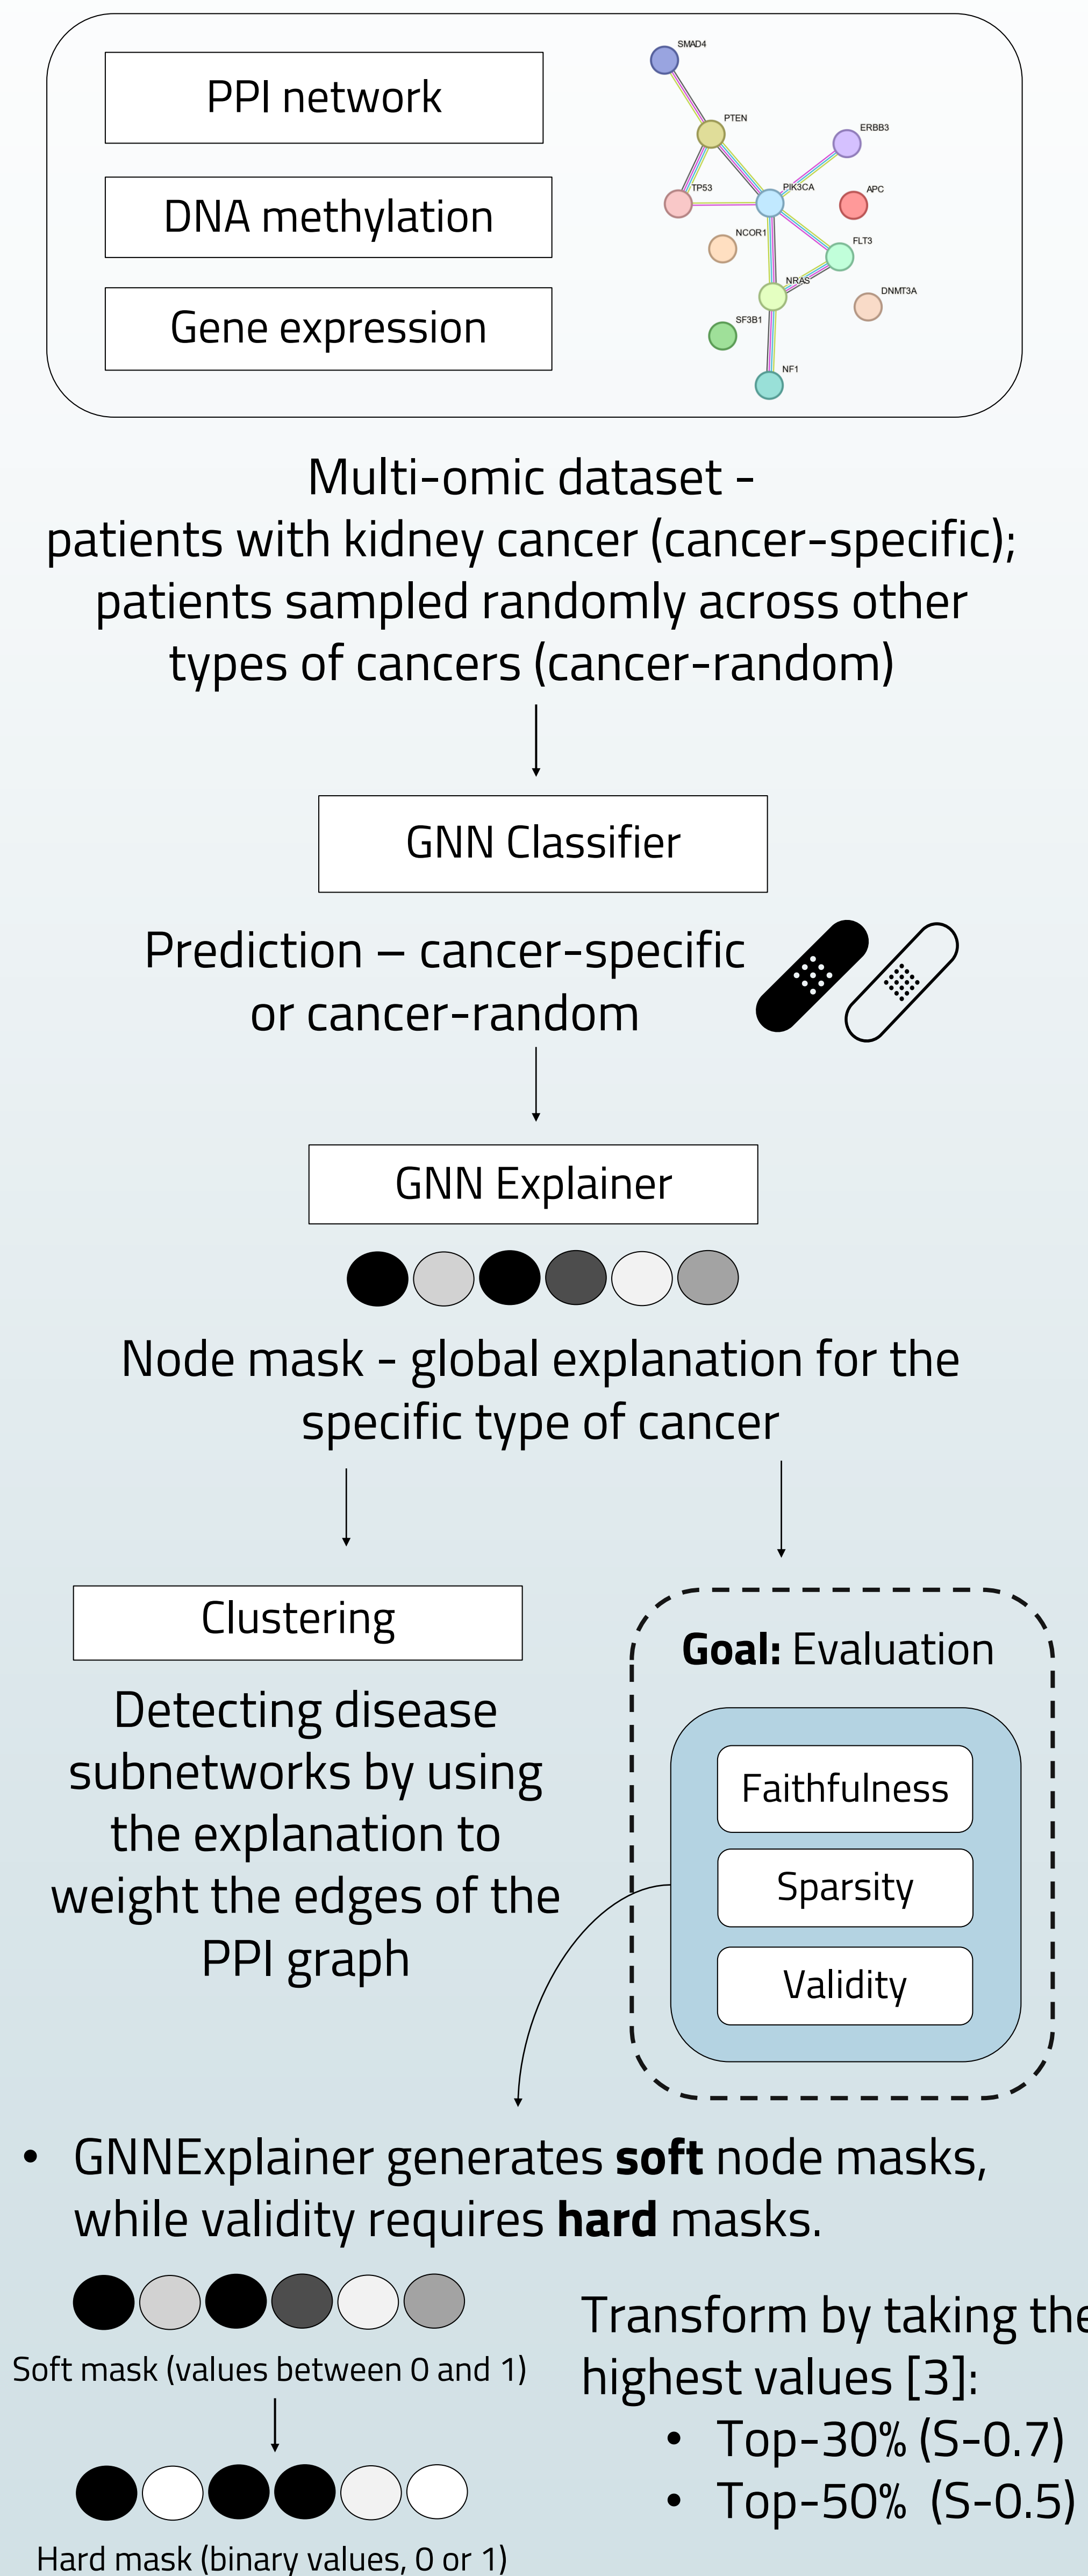 PPI network
DNA methylation
Gene expression
SMAD4
PTEN
ERBB3
TP53
PIK3CA
APC
NCOR1
FLT3
NRAS
DNMT3A
SF3B1
NF1
Multi-omic dataset -
patients with kidney cancer (cancer-specific);
patients sampled randomly across other
types of cancers (cancer-random)
GNN Classifier
Prediction – cancer-specific
or cancer-random
GNN Explainer
Node mask - global explanation for the
specific type of cancer
Clustering
Detecting disease
subnetworks by using
the explanation to
weight the edges of the
PPI graph
Goal: Evaluation
Faithfulness
Sparsity
Validity
• GNNExplainer generates soft node masks,
while validity requires hard masks.
Soft mask (values between 0 and 1)
Hard mask (binary values, 0 or 1)
Transform by taking the
highest values [3]:
• Top-30% (S-0.7)
• Top-50% (S-0.5)